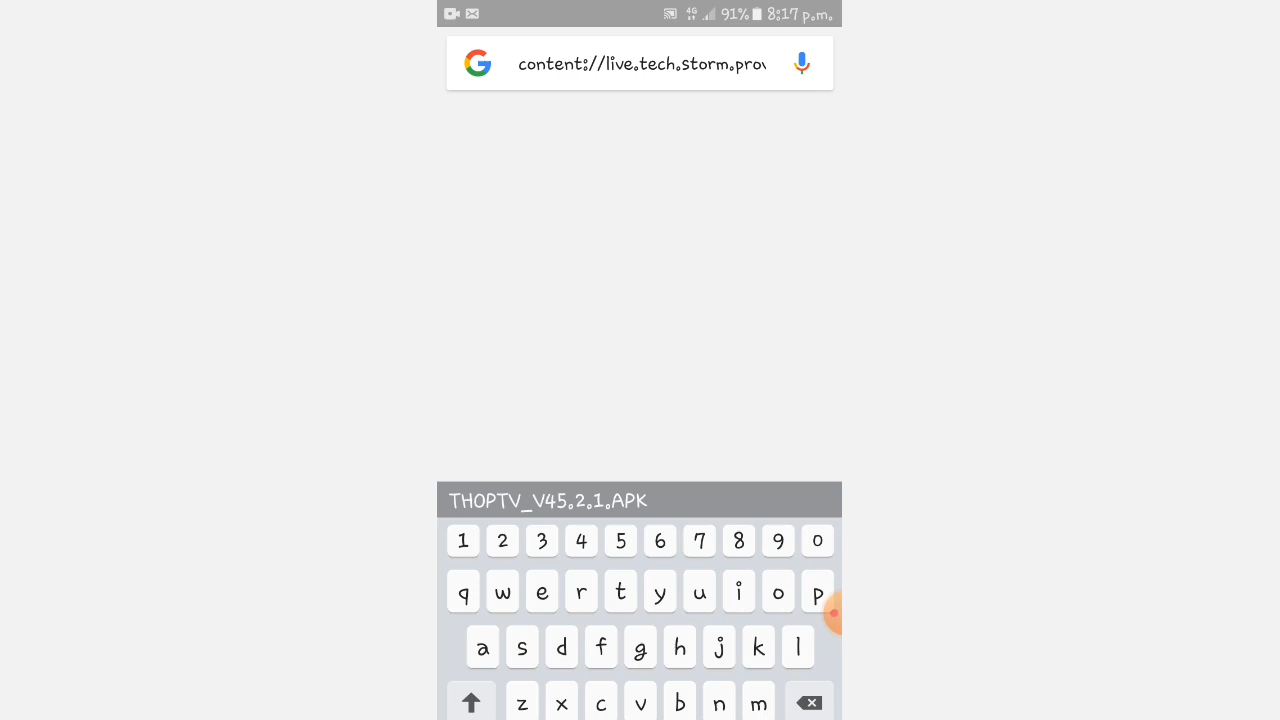 4G 91% 8:17 p.m.
content://live.tech.storm.prov
THOPTV_V45.2.1.APK
1 2 3 4 5 6 7 8 9 0
q w e r t y u i o p
a s d f g h j k l
z x c v b n m